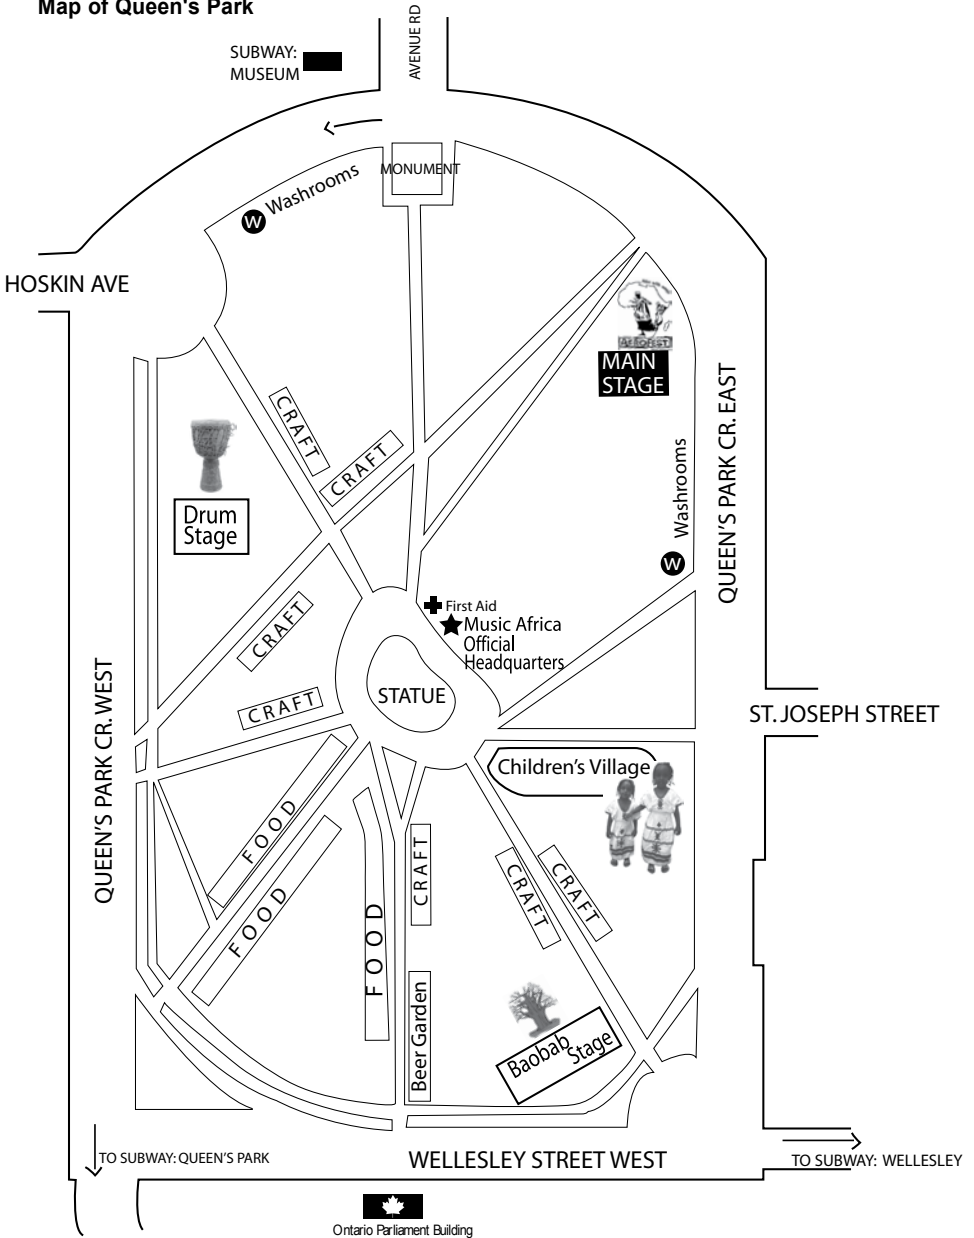 Map of Queen's Park
AVENUE RD
SUBWAY:
MUSEUM
MONUMENT
Washrooms
W
HOSKIN AVE
AFROFEST
MAIN
STAGE
QUEEN'S PARK CR. EAST
CRAFT
CRAFT
Washrooms
W
Drum
Stage
First Aid
Music Africa
Official
Headquarters
CRAFT
STATUE
CRAFT
ST. JOSEPH STREET
QUEEN'S PARK CR. WEST
Children's Village
FOOD
FOOD
FOOD
CRAFT
CRAFT
CRAFT
Beer Garden
Baobab Stage
TO SUBWAY: QUEEN'S PARK
WELLESLEY STREET WEST
TO SUBWAY: WELLESLEY
Ontario Parliament Building